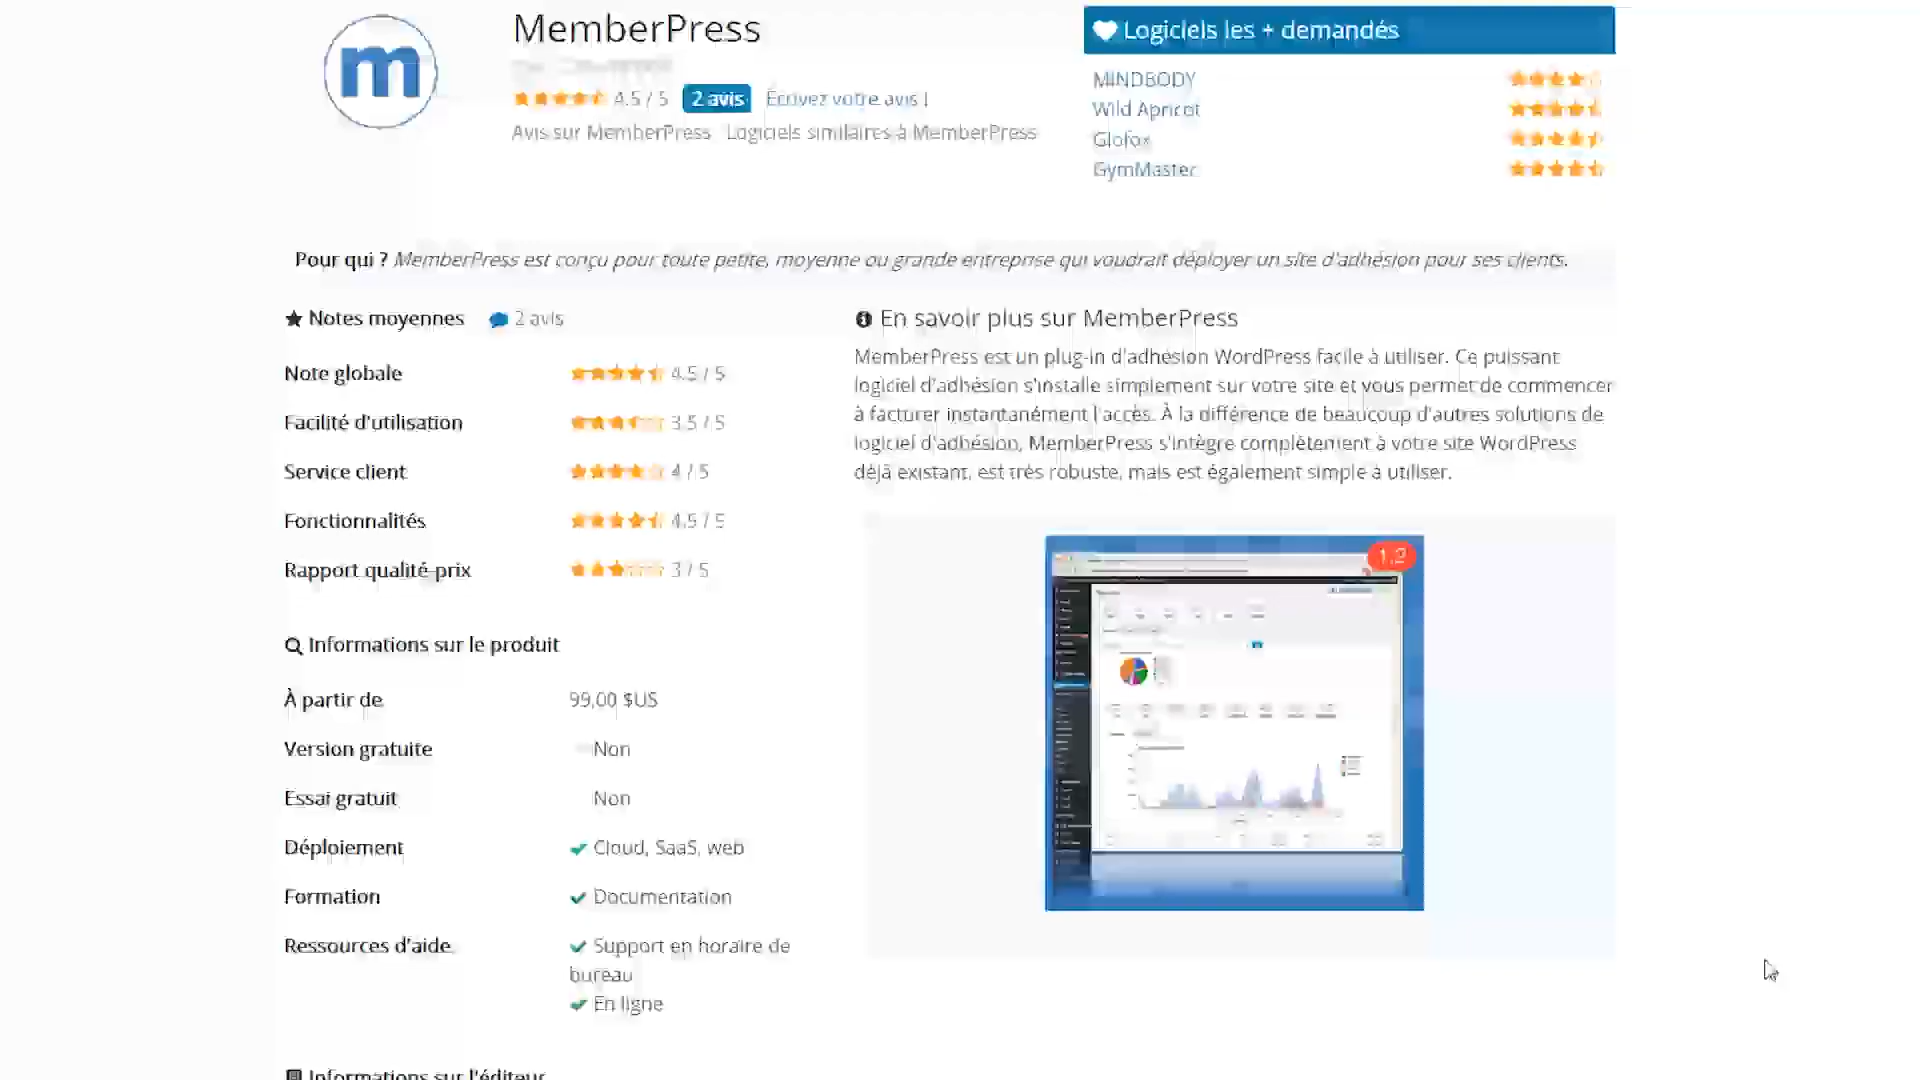 m
MemberPress
4.5 / 5 2 avis Écrivez votre avis !
Avis sur MemberPress Logiciels similaires à MemberPress
Logiciels les + demandés
MINDBODY
Wild Apricot
Glofox
GymMaster
Pour qui ? MemberPress est conçu pour toute petite, moyenne ou grande entreprise qui voudrait déployer un site d'adhésion pour ses clients.
Notes moyennes 2 avis
Note globale 4.5 / 5
Facilité d'utilisation 3.5 / 5
Service client 4 / 5
Fonctionnalités 4.5 / 5
Rapport qualité-prix 3 / 5
Informations sur le produit
À partir de 99,00 $US
Version gratuite Non
Essai gratuit Non
Déploiement Cloud, SaaS, web
Formation Documentation
Ressources d'aide Support en horaire de
bureau
En ligne
Informations sur l'éditeur
En savoir plus sur MemberPress
MemberPress est un plug-in d'adhésion WordPress facile à utiliser. Ce puissant
logiciel d'adhésion s'installe simplement sur votre site et vous permet de commencer
à facturer instantanément l'accès. À la différence de beaucoup d'autres solutions de
logiciel d'adhésion, MemberPress s'intègre complètement à votre site WordPress
déjà existant, est très robuste, mais est également simple à utiliser.